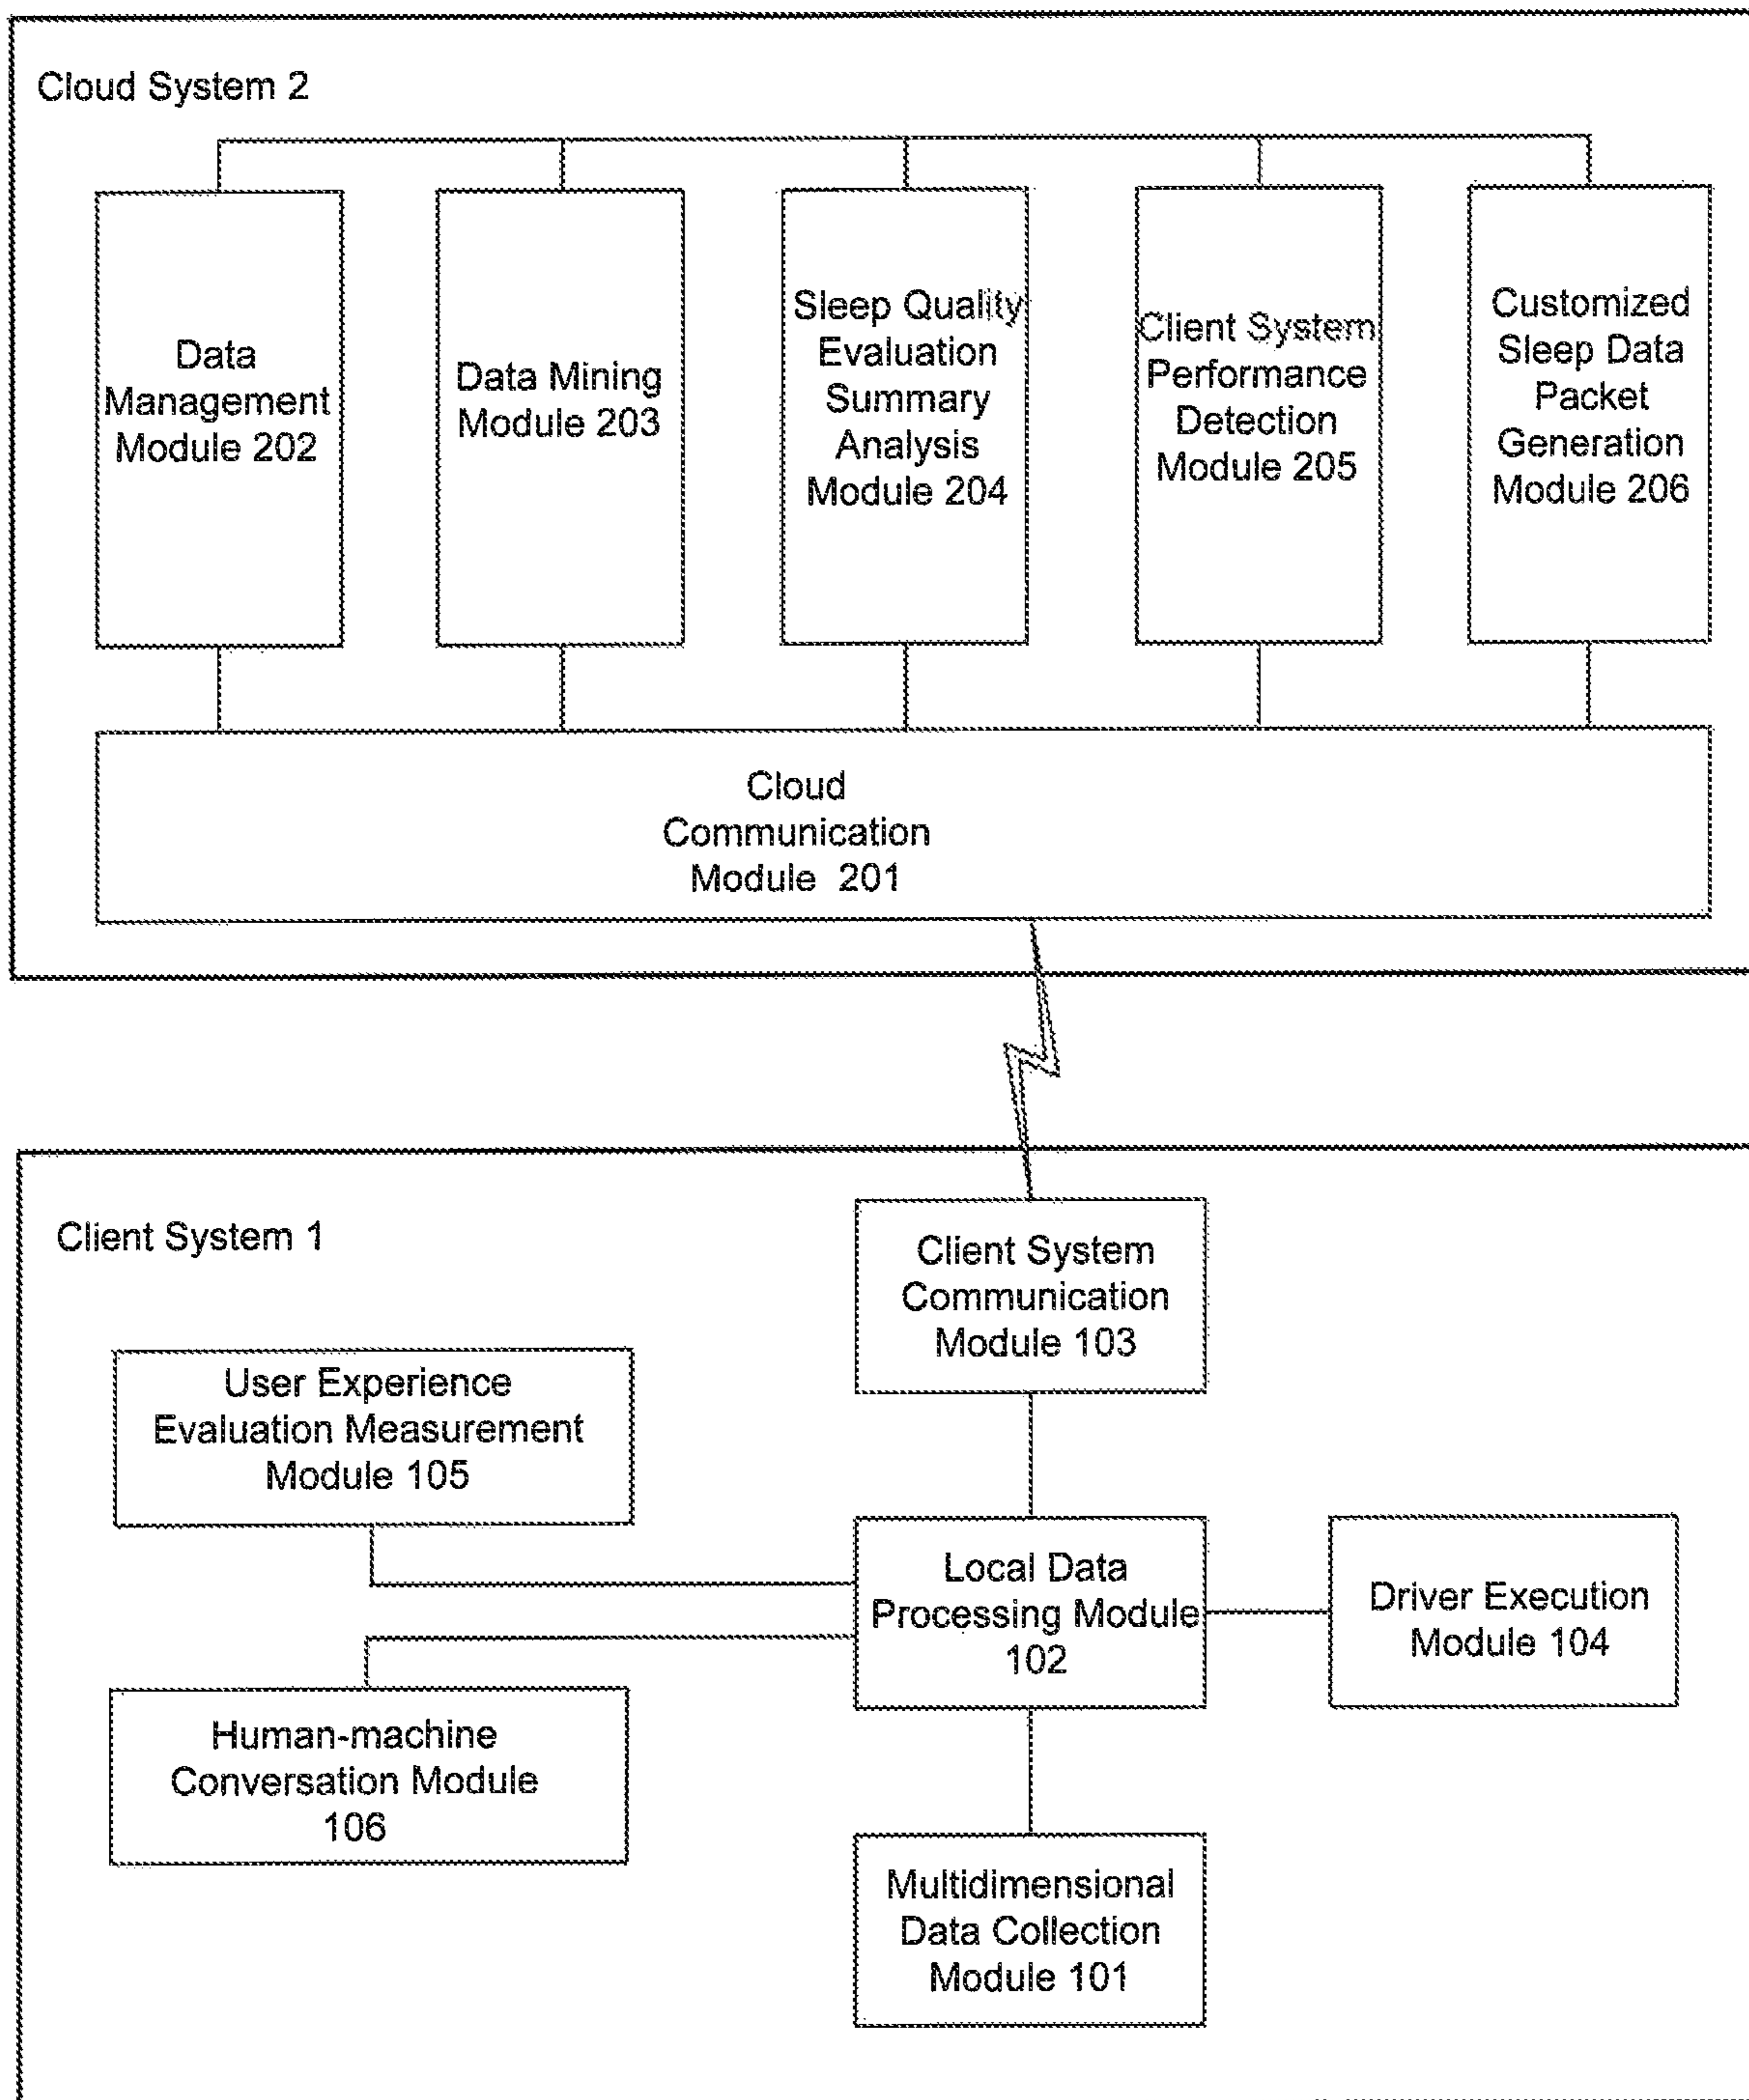 Cloud System 2
Data
Management
Module 202
Data Mining
Module 203
Sleep Quality
Evaluation
Summary
Analysis
Module 204
Client System
Performance
Detection
Module 205
Customized
Sleep Data
Packet
Generation
Module 206
Cloud
Communication
Module 201
Client System 1
Client System
Communication
Module 103
User Experience
Evaluation Measurement
Module 105
Local Data
Processing Module
102
Driver Execution
Module 104
Human-machine
Conversation Module
106
Multidimensional
Data Collection
Module 101